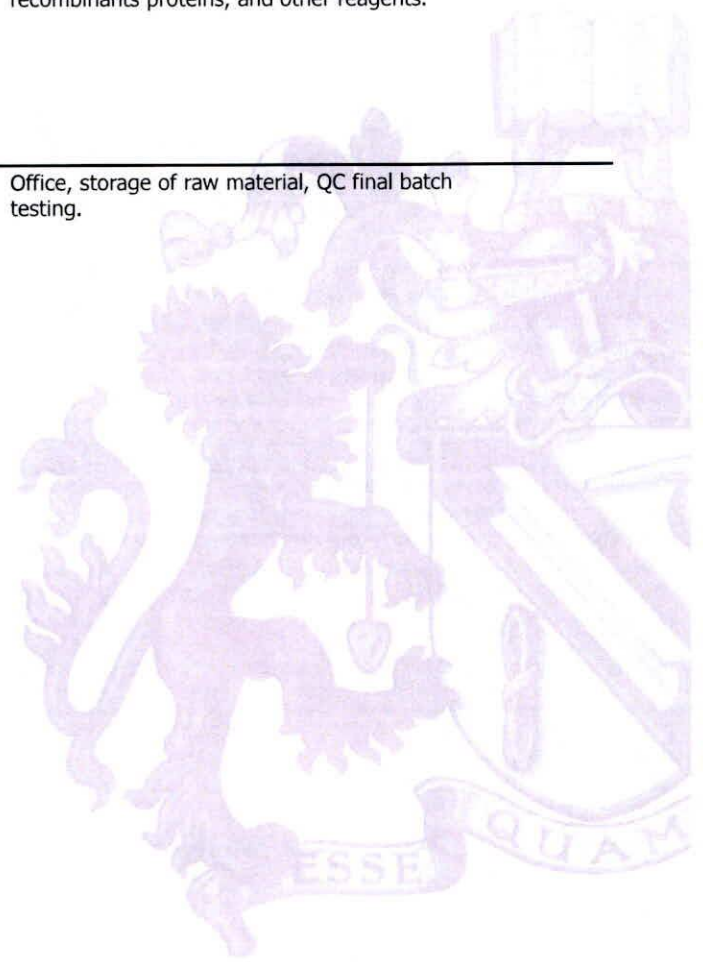 recombinants proteins, and other reagents.
Office, storage of raw material, QC final batch
testing.
ESSE
QUAM